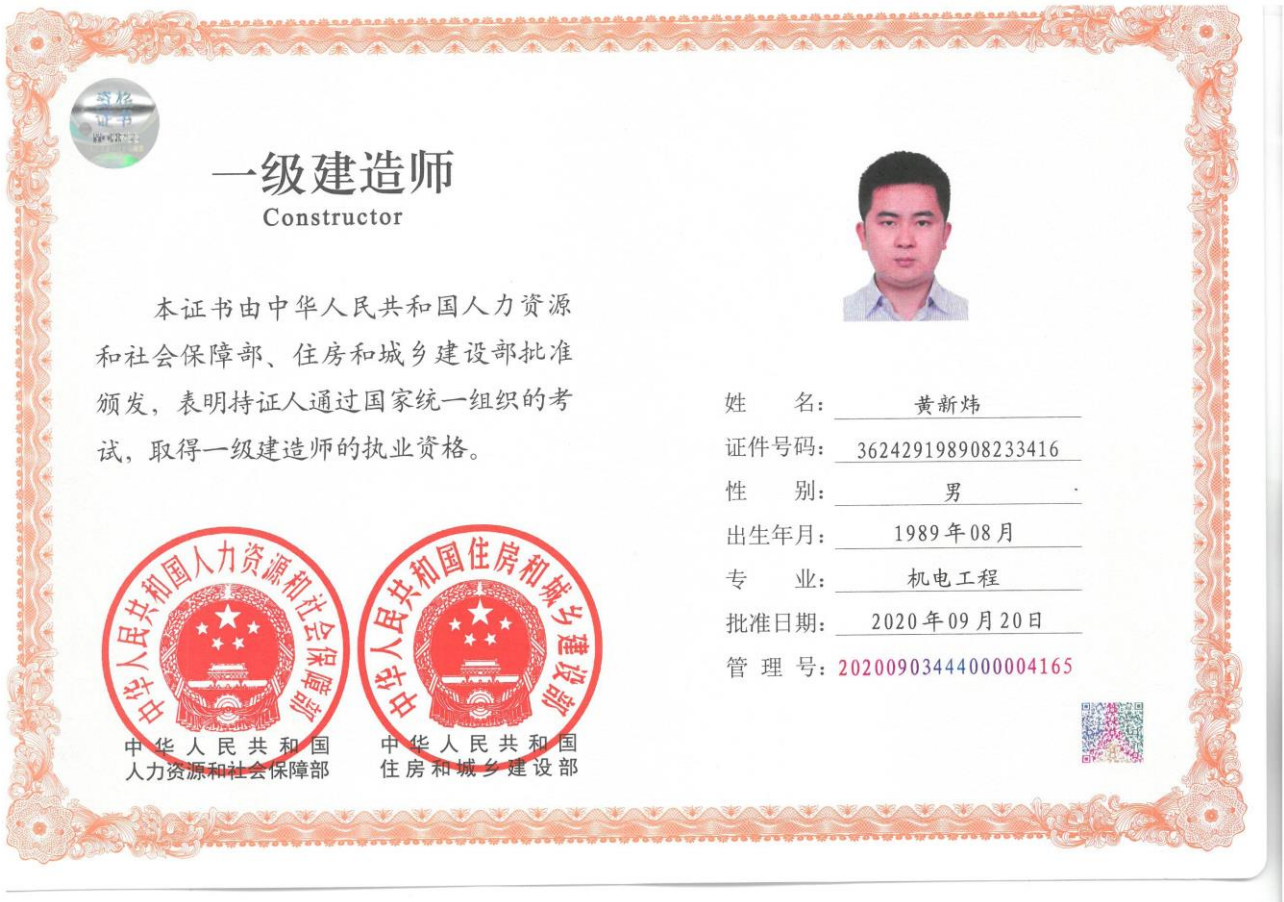 资格
证书
一级建造师
Constructor
本证书由中华人民共和国人力资源
和社会保障部、住房和城乡建设部批准
颁发，表明持证人通过国家统一组织的考
试，取得一级建造师的执业资格。
中华人民共和国人力资源和社会保障部
中华人民共和国住房和城乡建设部
中华人民共和国
人力资源和社会保障部
中华人民共和国
住房和城乡建设部
姓 名：黄新炜
证件号码：362429198908233416
性 别：男
出生年月：1989年08月
专 业：机电工程
批准日期：2020年09月20日
管 理 号：20200903444000004165